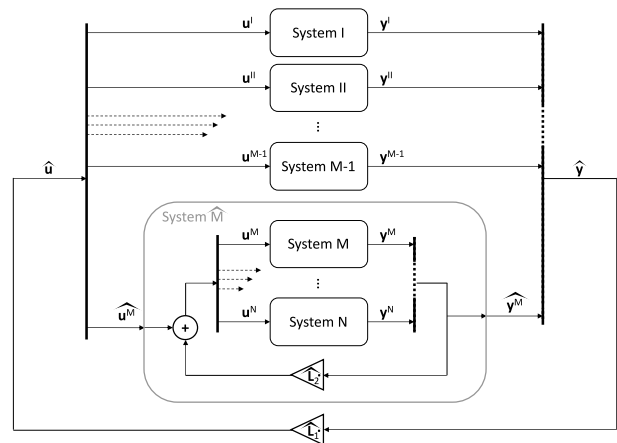 u^I System I y^I
u^II System II y^II
⋮
u^M-1 System M-1 y^M-1
û ŷ
System M̂
u^M System M y^M
⋮
u^N System N y^N
û^M + ŷ^M
L̂₂
L̂₁